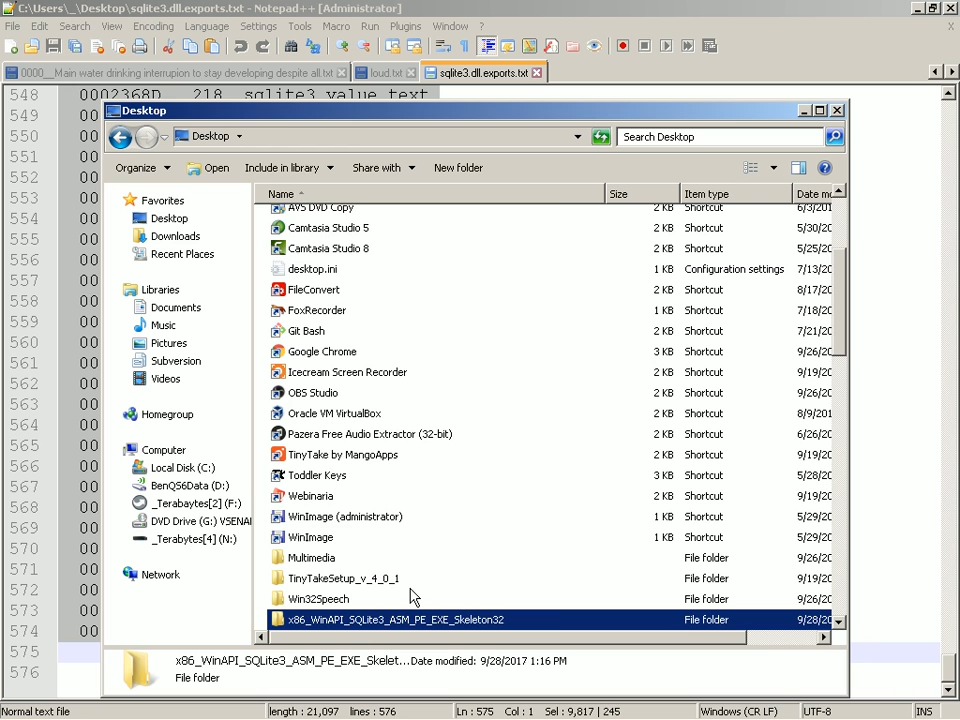 C:\Users\_\Desktop\sqlite3.dll.exports.txt - Notepad++ [Administrator]
File Edit Search View Encoding Language Settings Tools Macro Run Plugins Window ? X
0000__Main water drinking interrupion to stay developing despite all.txt loud.txt sqlite3.dll.exports.txt
548 0002368D 218 sqlite3_value_text
549 00
550 00
551 00
552 00
553 00
554 00
555 00
556 00
557 00
558 00
559 00
560 00
561 00
562 00
563 00
564 00
565 00
566 00
567 00
568 00
569 00
570 00
571 00
572 00
573 00
574 00
575
576
Desktop
Desktop
Search Desktop
Organize Open Include in library Share with New folder
Favorites
Desktop
Downloads
Recent Places
Libraries
Documents
Music
Pictures
Subversion
Videos
Homegroup
Computer
Local Disk (C:)
BenQS6Data (D:)
_Terabaytes[2] (F:)
DVD Drive (G:) VSENA
_Terabytes[4] (N:)
Network
Name Size Item type Date mo
AVS DVD Copy 2 KB Shortcut 6/3/201
Camtasia Studio 5 2 KB Shortcut 5/30/20
Camtasia Studio 8 2 KB Shortcut 5/25/20
desktop.ini 1 KB Configuration settings 7/13/20
FileConvert 2 KB Shortcut 8/17/20
FoxRecorder 2 KB Shortcut 7/18/20
Git Bash 2 KB Shortcut 7/21/20
Google Chrome 3 KB Shortcut 9/26/20
Icecream Screen Recorder 2 KB Shortcut 9/19/20
OBS Studio 2 KB Shortcut 9/26/20
Oracle VM VirtualBox 2 KB Shortcut 8/9/201
Pazera Free Audio Extractor (32-bit) 2 KB Shortcut 6/26/20
TinyTake by MangoApps 2 KB Shortcut 9/19/20
Toddler Keys 3 KB Shortcut 5/28/20
Webinaria 2 KB Shortcut 9/19/20
WinImage (administrator) 1 KB Shortcut 5/29/20
WinImage 1 KB Shortcut 5/29/20
Multimedia File folder 9/26/20
TinyTakeSetup_v_4_0_1 File folder 9/19/20
Win32Speech File folder 9/26/20
x86_WinAPI_SQLite3_ASM_PE_EXE_Skeleton32 File folder 9/28/20
x86_WinAPI_SQLite3_ASM_PE_EXE_Skelet... Date modified: 9/28/2017 1:16 PM
File folder
Normal text file length : 21,097 lines : 576 Ln : 575 Col : 1 Sel : 9,817 | 245 Windows (CR LF) UTF-8 INS